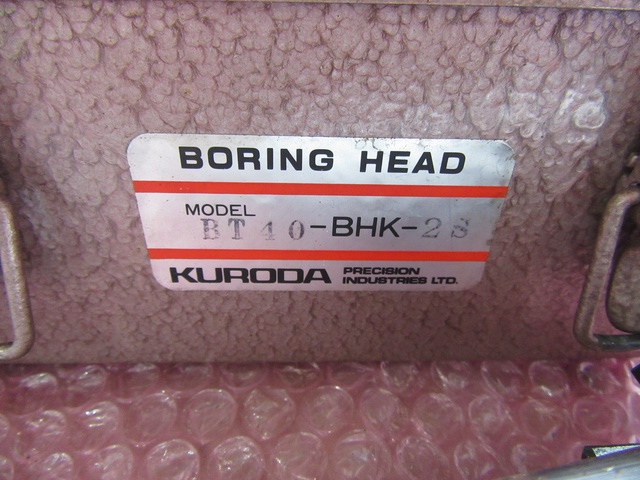 BORING HEAD
MODEL
BT40-BHK-2S
KURODA PRECISION
INDUSTRIES LTD.